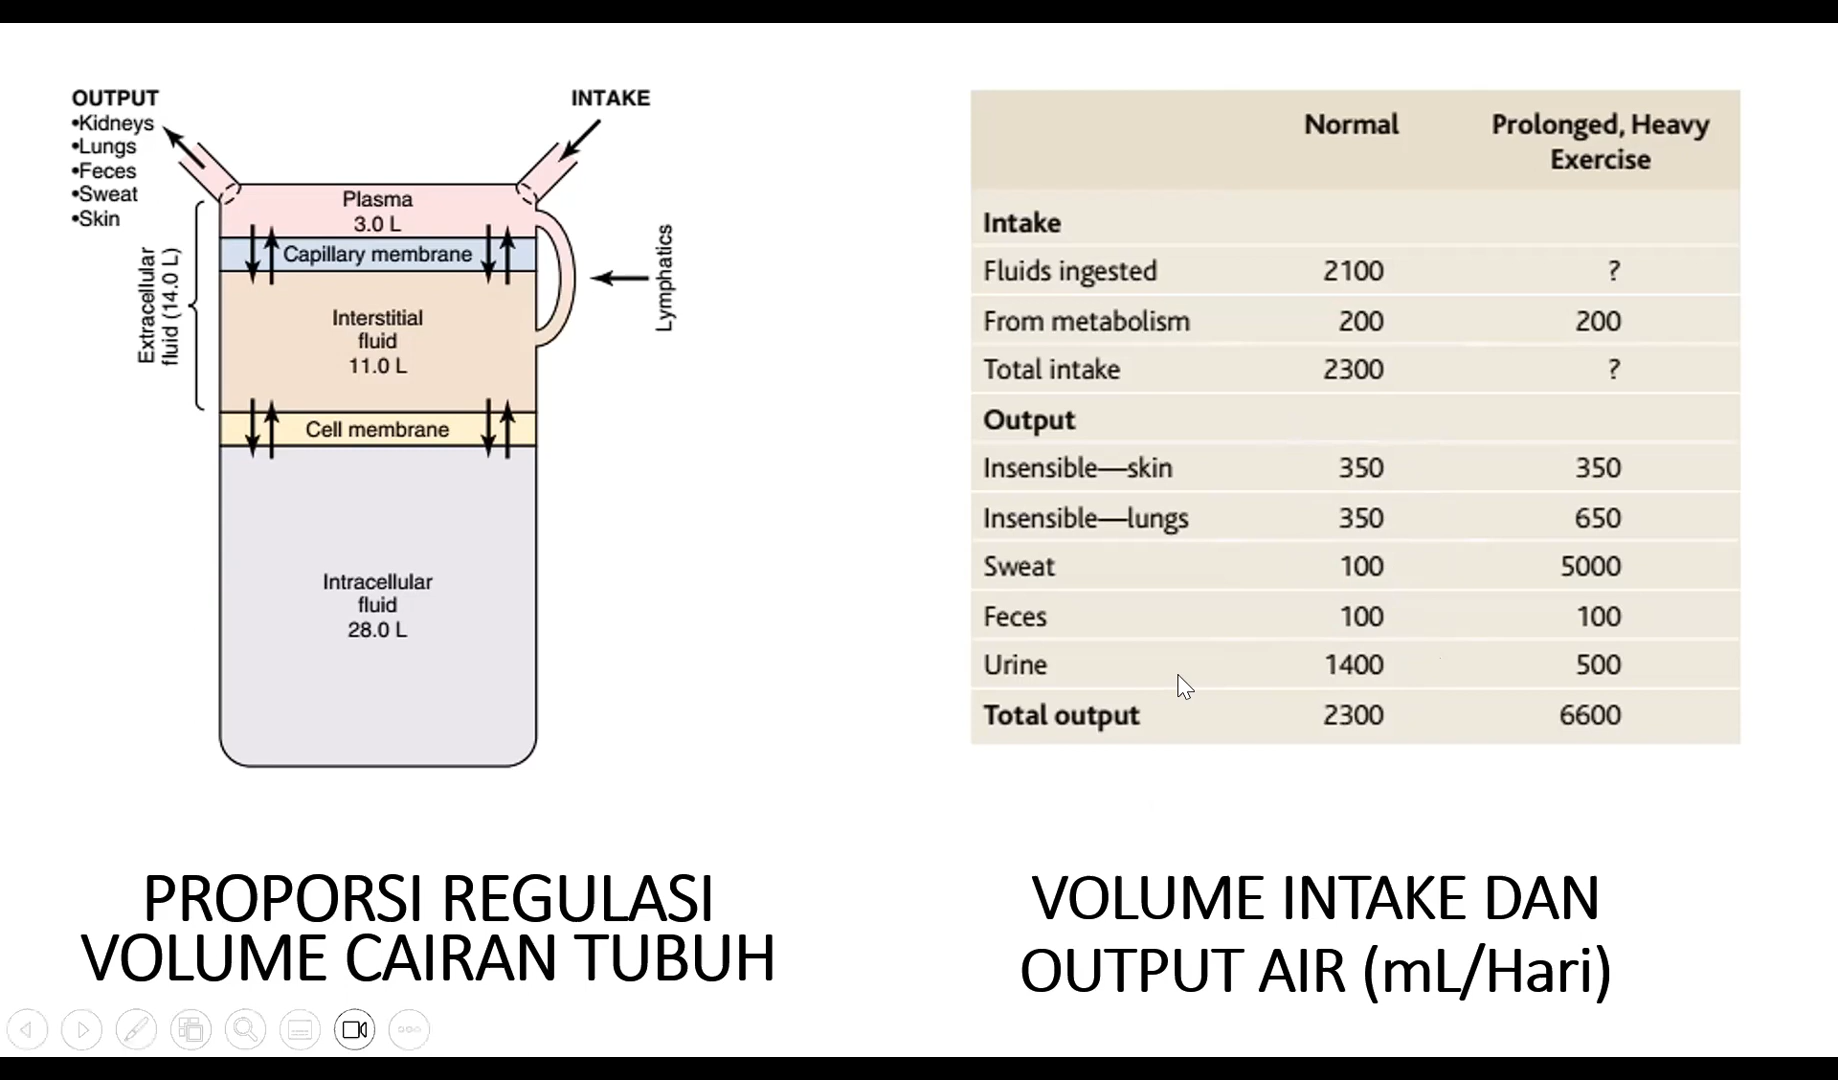 OUTPUT
•Kidneys
•Lungs
•Feces
•Sweat
•Skin
INTAKE
Plasma
3.0 L
Capillary membrane
Extracellular
fluid (14.0 L)
Lymphatics
Interstitial
fluid
11.0 L
Cell membrane
Intracellular
fluid
28.0 L
PROPORSI REGULASI
VOLUME CAIRAN TUBUH
Normal Prolonged, Heavy
Exercise
Intake
Fluids ingested 2100 ?
From metabolism 200 200
Total intake 2300 ?
Output
Insensible—skin 350 350
Insensible—lungs 350 650
Sweat 100 5000
Feces 100 100
Urine 1400 500
Total output 2300 6600
VOLUME INTAKE DAN
OUTPUT AIR (mL/Hari)